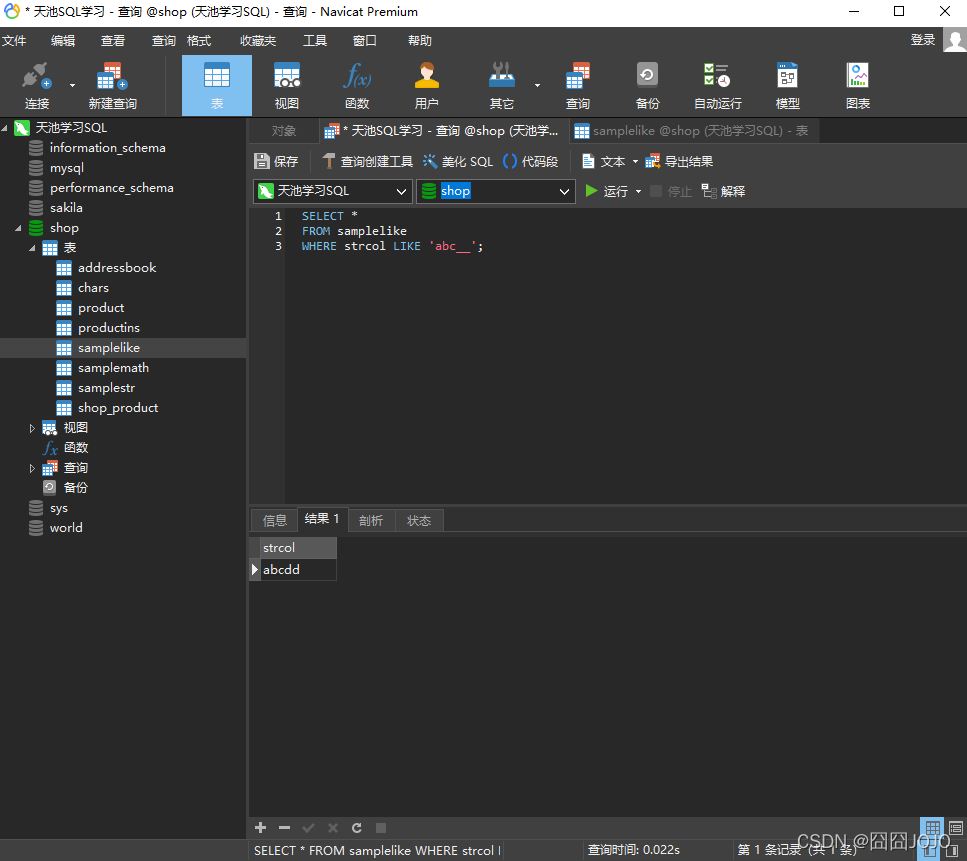 * 天池SQL学习 - 查询 @shop (天池学习SQL) - 查询 - Navicat Premium
文件 编辑 查看 查询 格式 收藏夹 工具 窗口 帮助 登录
连接 新建查询 表 视图 函数 用户 其它 查询 备份 自动运行 模型 图表
天池学习SQL
information_schema
mysql
performance_schema
sakila
shop
表
addressbook
chars
product
productins
samplelike
samplemath
samplestr
shop_product
视图
函数
查询
备份
sys
world
对象 * 天池SQL学习 - 查询 @shop (天池学... samplelike @shop (天池学习SQL) - 表
保存 查询创建工具 美化 SQL () 代码段 文本 导出结果
天池学习SQL shop 运行 停止 解释
1 SELECT *
2 FROM samplelike
3 WHERE strcol LIKE 'abc__';
信息 结果 1 剖析 状态
strcol
abcdd
SELECT * FROM samplelike WHERE strcol l 查询时间: 0.022s 第 1 条记录 (共 1 条)
CSDN @囧囧JOJO